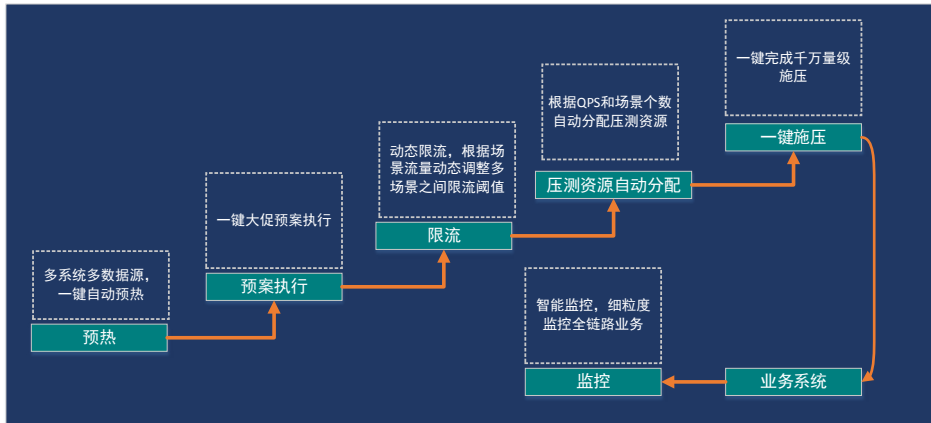 多系统多数据源，
一键自动预热
预热
一键大促预案执行
预案执行
动态限流，根据场
景流量动态调整多
场景之间限流阈值
限流
根据QPS和场景个数
自动分配压测资源
压测资源自动分配
一键完成千万量级
施压
一键施压
业务系统
智能监控，细粒度
监控全链路业务
监控